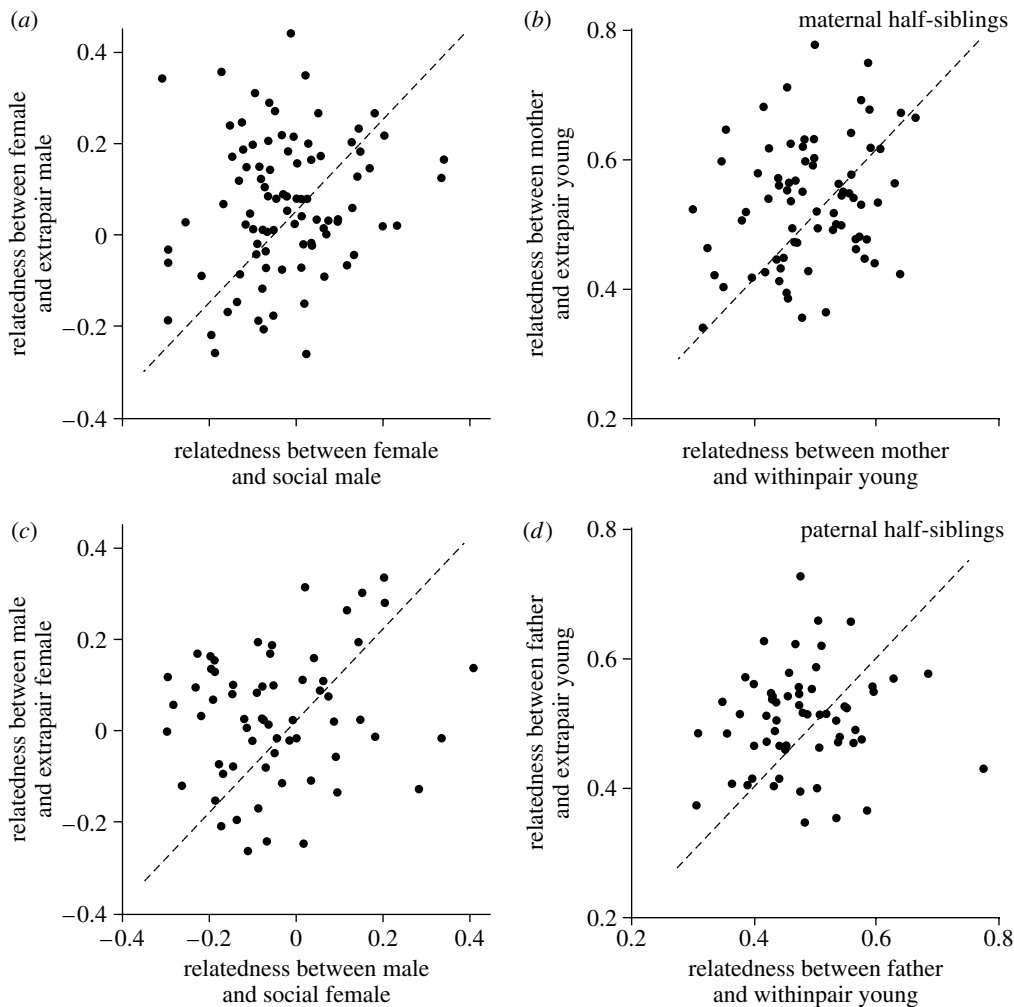 (a)
0.4
0.2
0
−0.2
−0.4
relatedness between female
and extrapair male
relatedness between female
and social male
(b)
maternal half-siblings
0.8
0.6
0.4
0.2
relatedness between mother
and extrapair young
relatedness between mother
and withinpair young
(c)
0.4
0.2
0
−0.2
−0.4
relatedness between male
and extrapair female
−0.4
−0.2
0
0.2
0.4
relatedness between male
and social female
(d)
paternal half-siblings
0.8
0.6
0.4
0.2
relatedness between father
and extrapair young
0.2
0.4
0.6
0.8
relatedness between father
and withinpair young